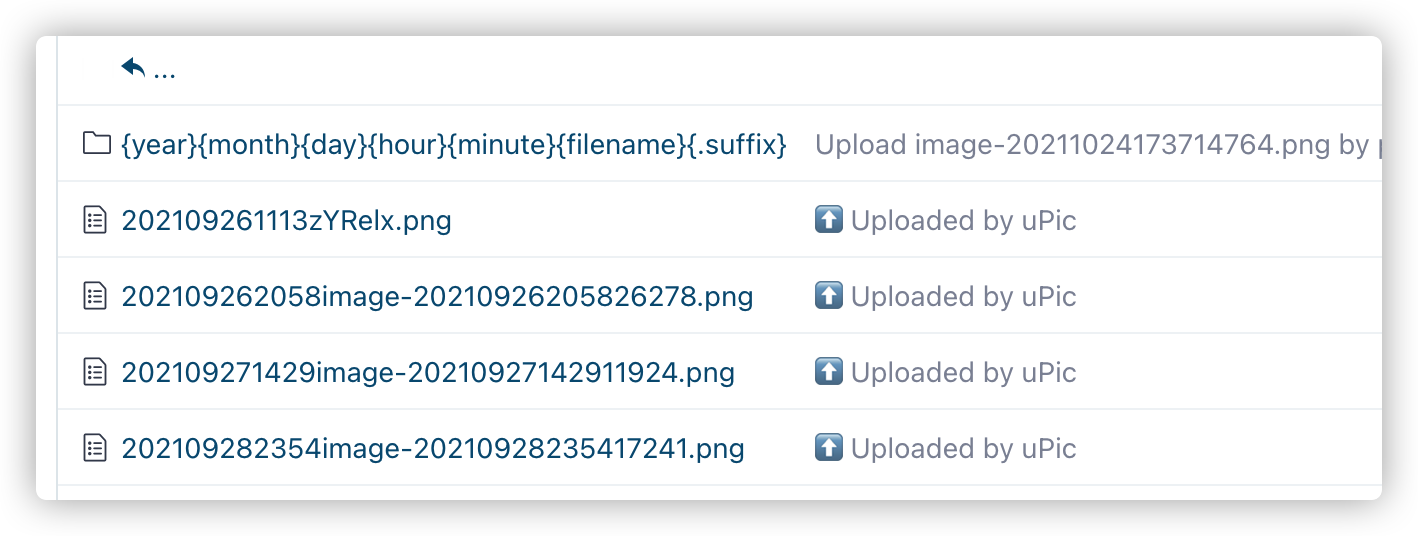 ...
{year}{month}{day}{hour}{minute}{filename}{.suffix} Upload image-20211024173714764.png by
202109261113zYRelx.png Uploaded by uPic
202109262058image-20210926205826278.png Uploaded by uPic
202109271429image-20210927142911924.png Uploaded by uPic
202109282354image-20210928235417241.png Uploaded by uPic